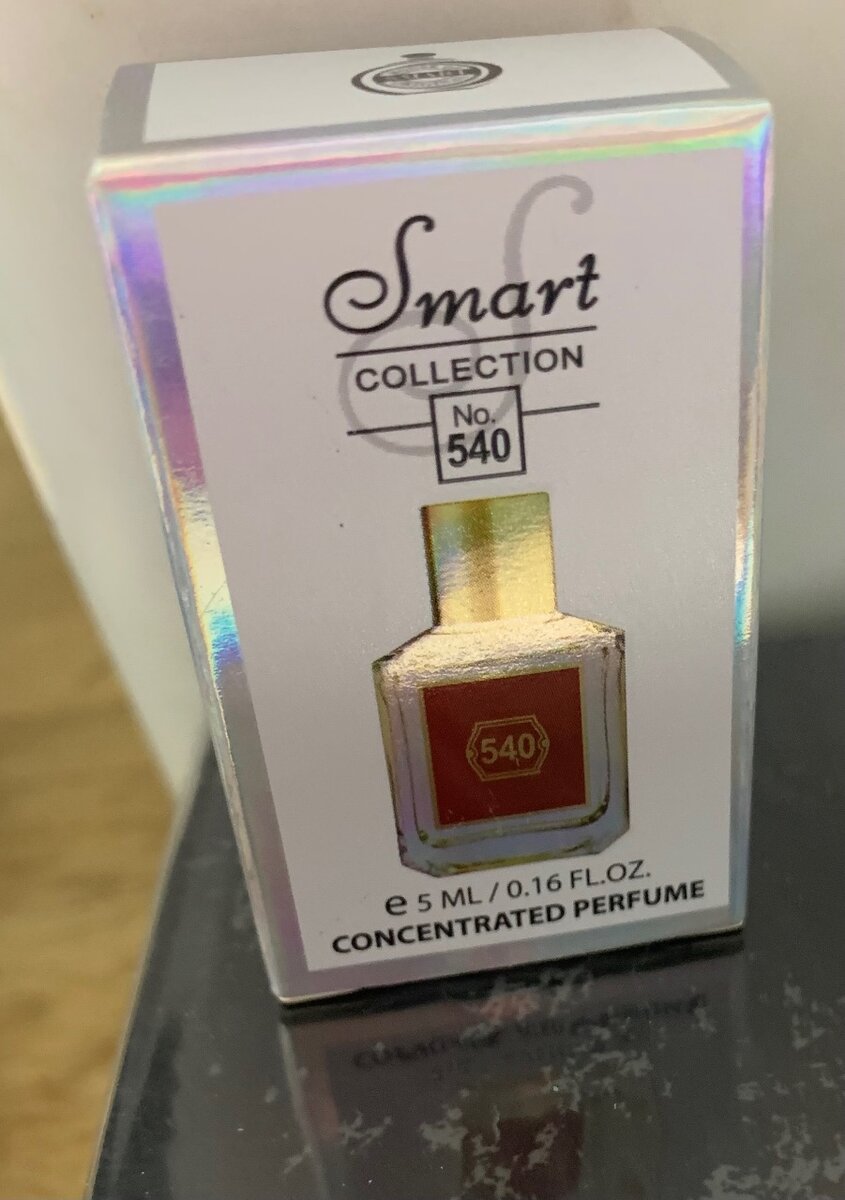 Smart
COLLECTION
No.
540
540
e 5 ML / 0.16 FL.OZ.
CONCENTRATED PERFUME